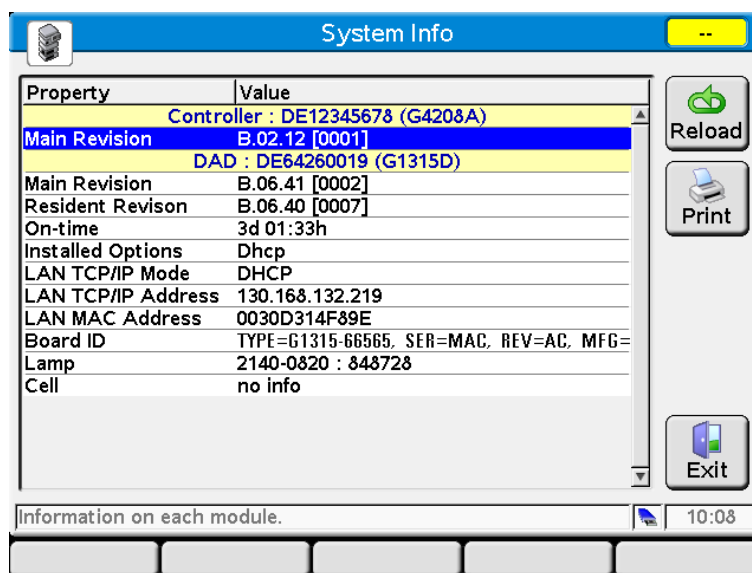 System Info
--
Property Value
Controller : DE12345678 (G4208A)
Main Revision B.02.12 [0001]
DAD : DE64260019 (G1315D)
Main Revision B.06.41 [0002]
Resident Revison B.06.40 [0007]
On-time 3d 01:33h
Installed Options Dhcp
LAN TCP/IP Mode DHCP
LAN TCP/IP Address 130.168.132.219
LAN MAC Address 0030D314F89E
Board ID TYPE=G1315-66565, SER=MAC, REV=AC, MFG=
Lamp 2140-0820 : 848728
Cell no info
Reload
Print
Exit
Information on each module.
10:08